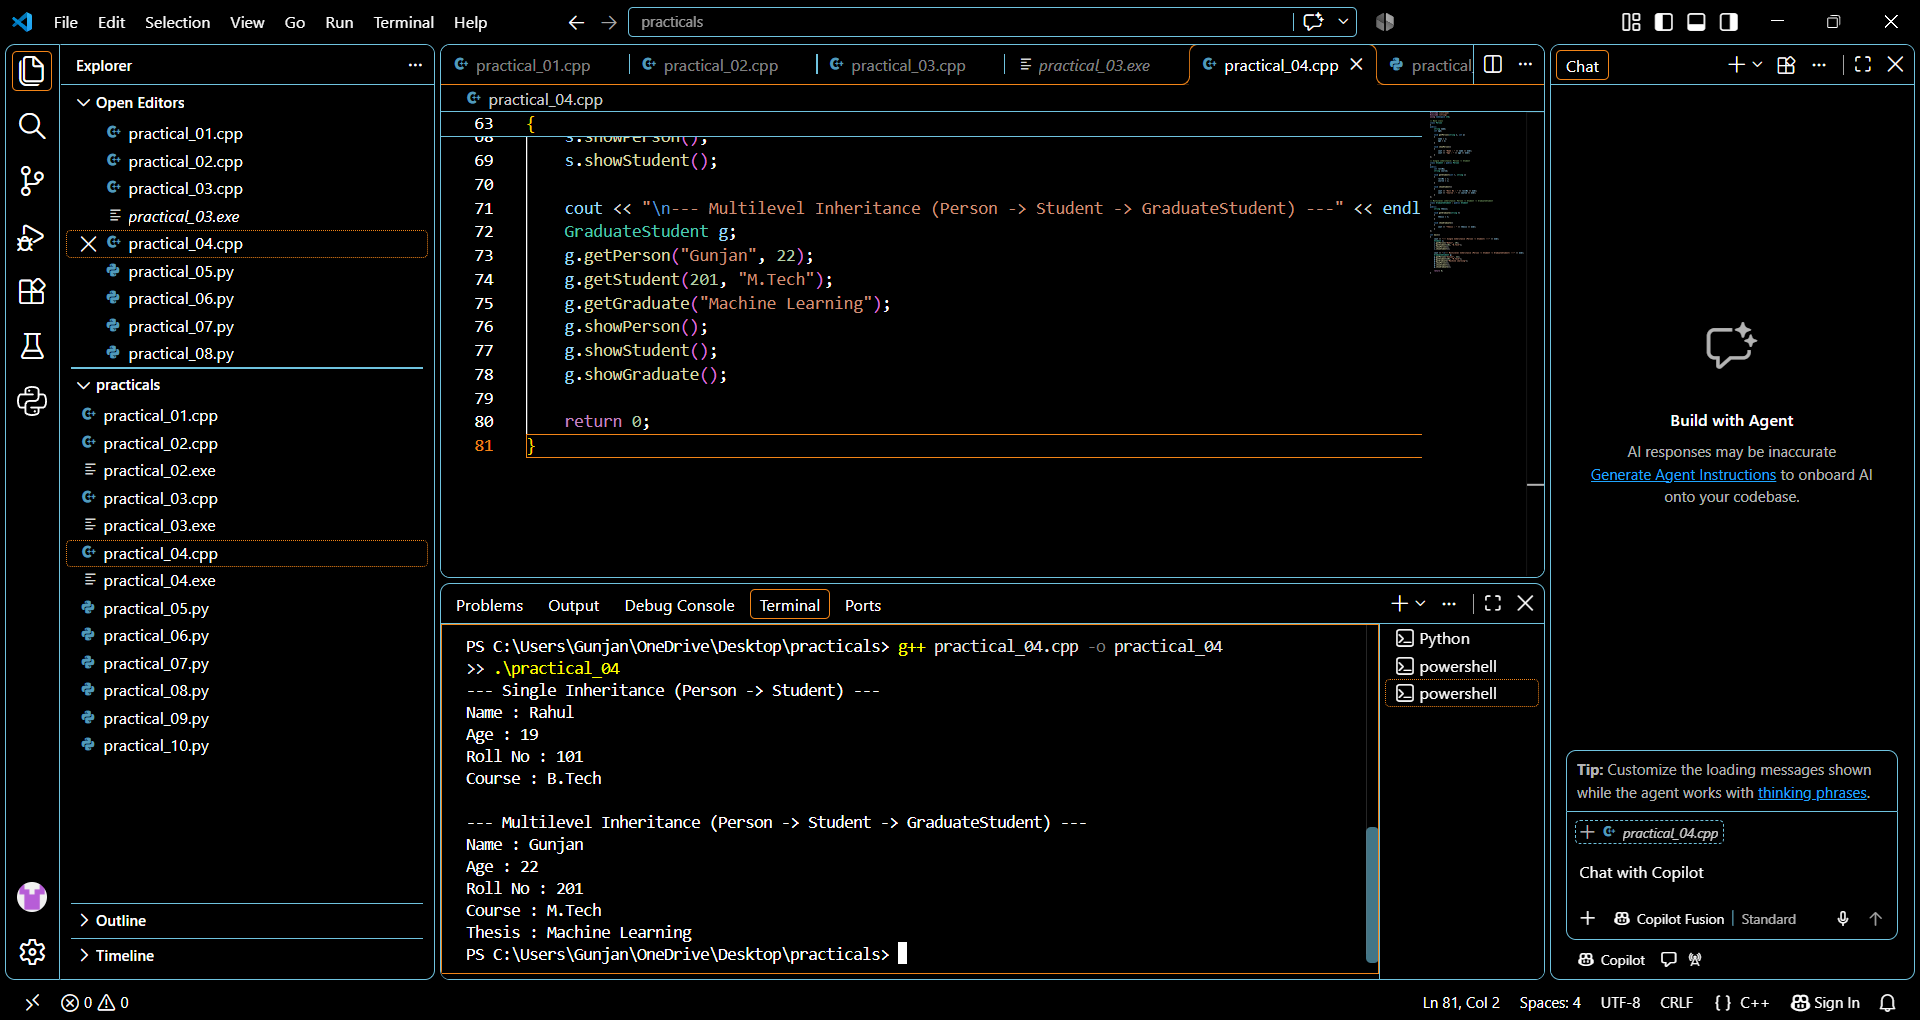 File Edit Selection View Go Run Terminal Help
practicals
Explorer
Open Editors
practical_01.cpp
practical_02.cpp
practical_03.cpp
practical_03.exe
practical_04.cpp
practical_05.py
practical_06.py
practical_07.py
practical_08.py
practicals
practical_01.cpp
practical_02.cpp
practical_02.exe
practical_03.cpp
practical_03.exe
practical_04.cpp
practical_04.exe
practical_05.py
practical_06.py
practical_07.py
practical_08.py
practical_09.py
practical_10.py
Outline
Timeline
practical_01.cpp practical_02.cpp practical_03.cpp practical_03.exe practical_04.cpp practical
practical_04.cpp
63 {
68 s.showPerson();
69 s.showStudent();
70
71 cout << "\n--- Multilevel Inheritance (Person -> Student -> GraduateStudent) ---" << endl
72 GraduateStudent g;
73 g.getPerson("Gunjan", 22);
74 g.getStudent(201, "M.Tech");
75 g.getGraduate("Machine Learning");
76 g.showPerson();
77 g.showStudent();
78 g.showGraduate();
79
80 return 0;
81 }
Problems Output Debug Console Terminal Ports
PS C:\Users\Gunjan\OneDrive\Desktop\practicals> g++ practical_04.cpp -o practical_04
>> .\practical_04
--- Single Inheritance (Person -> Student) ---
Name : Rahul
Age : 19
Roll No : 101
Course : B.Tech
--- Multilevel Inheritance (Person -> Student -> GraduateStudent) ---
Name : Gunjan
Age : 22
Roll No : 201
Course : M.Tech
Thesis : Machine Learning
PS C:\Users\Gunjan\OneDrive\Desktop\practicals>
Python
powershell
powershell
Chat
Build with Agent
AI responses may be inaccurate
Generate Agent Instructions to onboard AI
onto your codebase.
Tip: Customize the loading messages shown
while the agent works with thinking phrases.
practical_04.cpp
Chat with Copilot
Copilot Fusion Standard
Copilot
0 0
Ln 81, Col 2 Spaces: 4 UTF-8 CRLF {} C++ Sign In